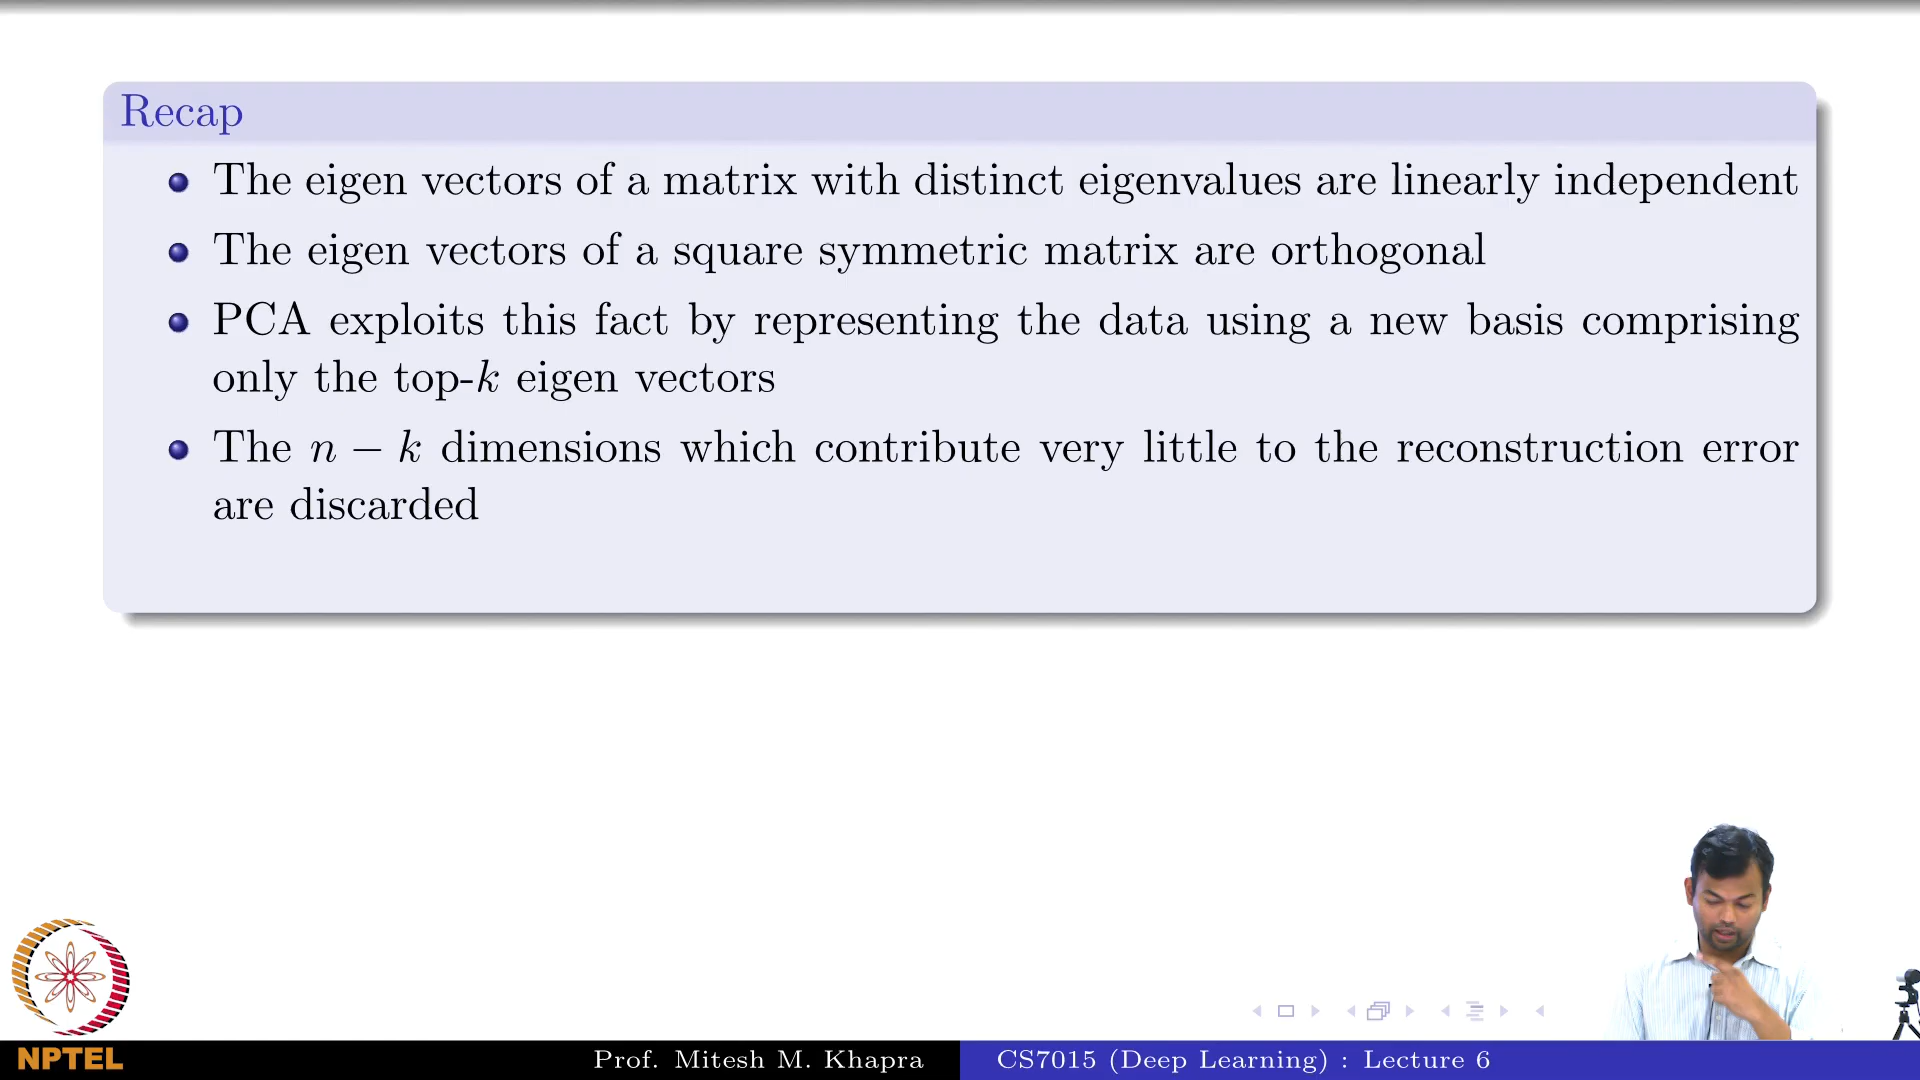 Recap
The eigen vectors of a matrix with distinct eigenvalues are linearly independent
The eigen vectors of a square symmetric matrix are orthogonal
PCA exploits this fact by representing the data using a new basis comprising
only the top-k eigen vectors
The n − k dimensions which contribute very little to the reconstruction error
are discarded
NPTEL
Prof. Mitesh M. Khapra
CS7015 (Deep Learning) : Lecture 6